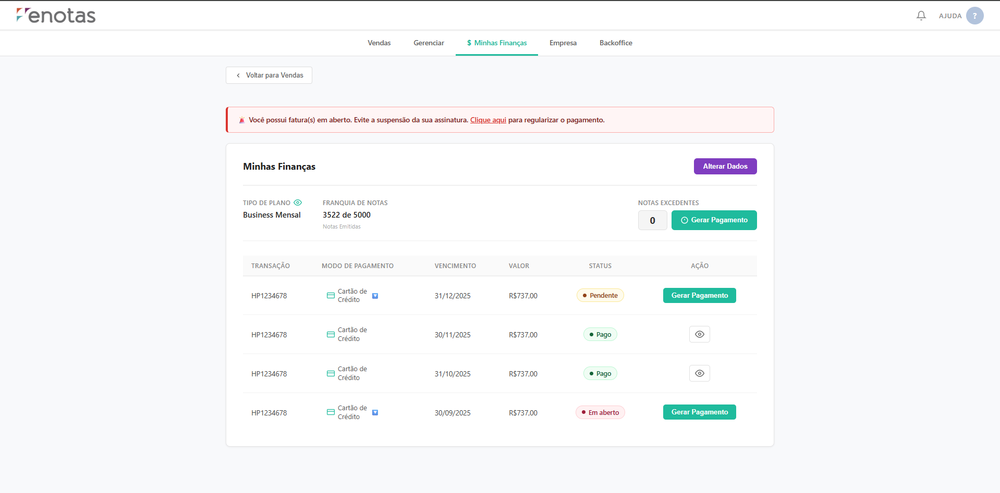 enotas
AJUDA ?
Vendas Gerenciar $ Minhas Finanças Empresa Backoffice
Voltar para Vendas
Você possui fatura(s) em aberto. Evite a suspensão da sua assinatura. Clique aqui para regularizar o pagamento.
Minhas Finanças Alterar Dados
TIPO DE PLANO FRANQUIA DE NOTAS NOTAS EXCEDENTES
Business Mensal 3522 de 5000 0 Gerar Pagamento
Notas Emitidas
TRANSAÇÃO MODO DE PAGAMENTO VENCIMENTO VALOR STATUS AÇÃO
HP1234678 Cartão de Crédito 31/12/2025 R$737,00 Pendente Gerar Pagamento
HP1234678 Cartão de Crédito 30/11/2025 R$737,00 Pago
HP1234678 Cartão de Crédito 31/10/2025 R$737,00 Pago
HP1234678 Cartão de Crédito 30/09/2025 R$737,00 Em aberto Gerar Pagamento